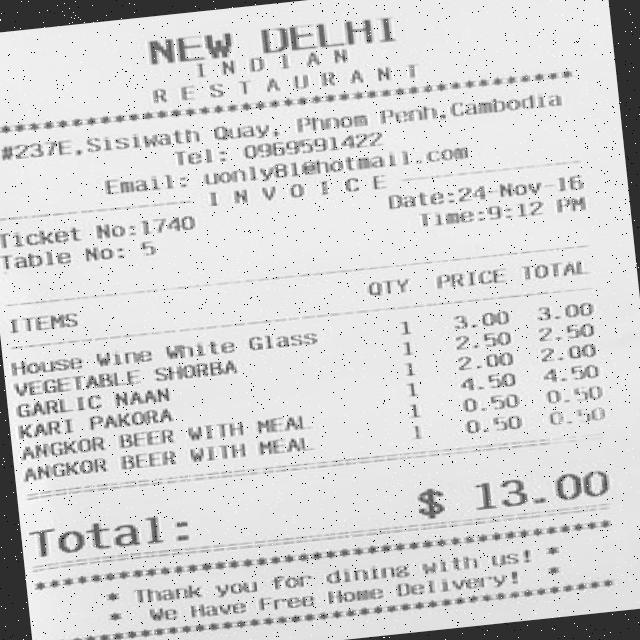 NEW DELHI
INDIAN
RESTAURANT
****************************************
#237E,Sisiwath Quay, Phnom Penh,Cambodia
Tel: 0969591422
Email: uonly81@hotmail.com
INVOICE
Ticket No:1740 Date:24-Nov-16
Table No: 5 Time:9:12 PM
ITEMS QTY PRICE TOTAL
House Wine White Glass 1 3.00 3.00
VEGETABLE SHORBA 1 2.50 2.50
GARLIC NAAN 1 2.00 2.00
KARI PAKORA 1 4.50 4.50
ANGKOR BEER WITH MEAL 1 0.50 0.50
ANGKOR BEER WITH MEAL 1 0.50 0.50
Total: $ 13.00
****************************************
* Thank you for dining with us! *
* We Have Free Home Delivery! *
****************************************